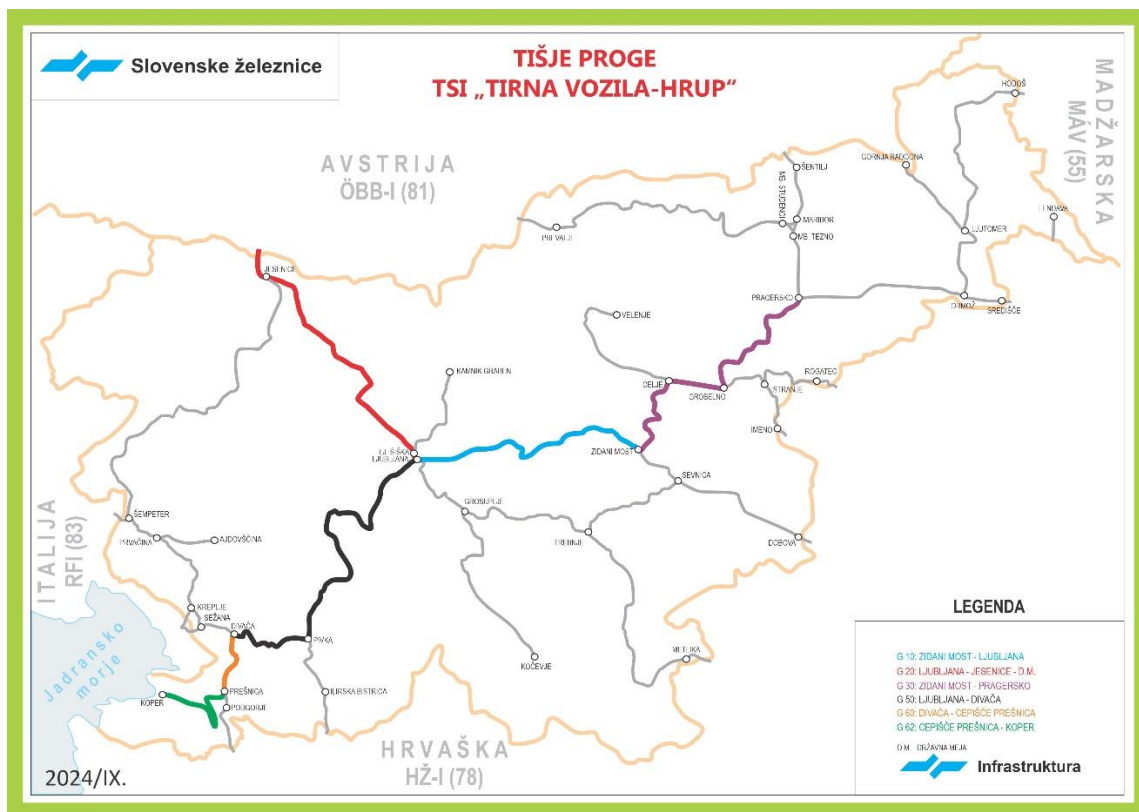 Slovenske železnice
TIŠJE PROGE
TSI „TIRNA VOZILA-HRUP“
AVSTRIJA
ÖBB-I (81)
MADŽARSKA
MÁV (55)
HODOŠ
GORNJA RADGONA
ŠENTILJ
MB. STUDENCI
MARIBOR
MB. TEZNO
PREVALJE
LENDAVA
LJUTOMER
JESENICE
PRAGERSKO
ORMOŽ
SREDIŠČE
VELENJE
KAMNIK GRABEN
CELJE
GROBELNO
ROGATEC
STRANJE
IMENO
LJ. ŠIŠKA
LJUBLJANA
ZIDANI MOST
SEVNICA
GROSUPLJE
ŠEMPETER
PRVAČINA
AJDOVŠČINA
TREBNJE
DOBOVA
ITALIJA
RFI (83)
KREPLJE
SEŽANA
DIVAČA
PIVKA
KOČEVJE
METLIKA
Jadransko
morje
KOPER
PREŠNICA
PODGORJE
ILIRSKA BISTRICA
HRVAŠKA
HŽ-I (78)
2024/IX.
LEGENDA
G 10: ZIDANI MOST - LJUBLJANA
G 20: LJUBLJANA - JESENICE - D.M.
G 30: ZIDANI MOST - PRAGERSKO
G 50: LJUBLJANA - DIVAČA
G 60: DIVAČA - CEPIŠČE PREŠNICA
G 62: CEPIŠČE PREŠNICA - KOPER
D.M. DRŽAVNA MEJA
Infrastruktura